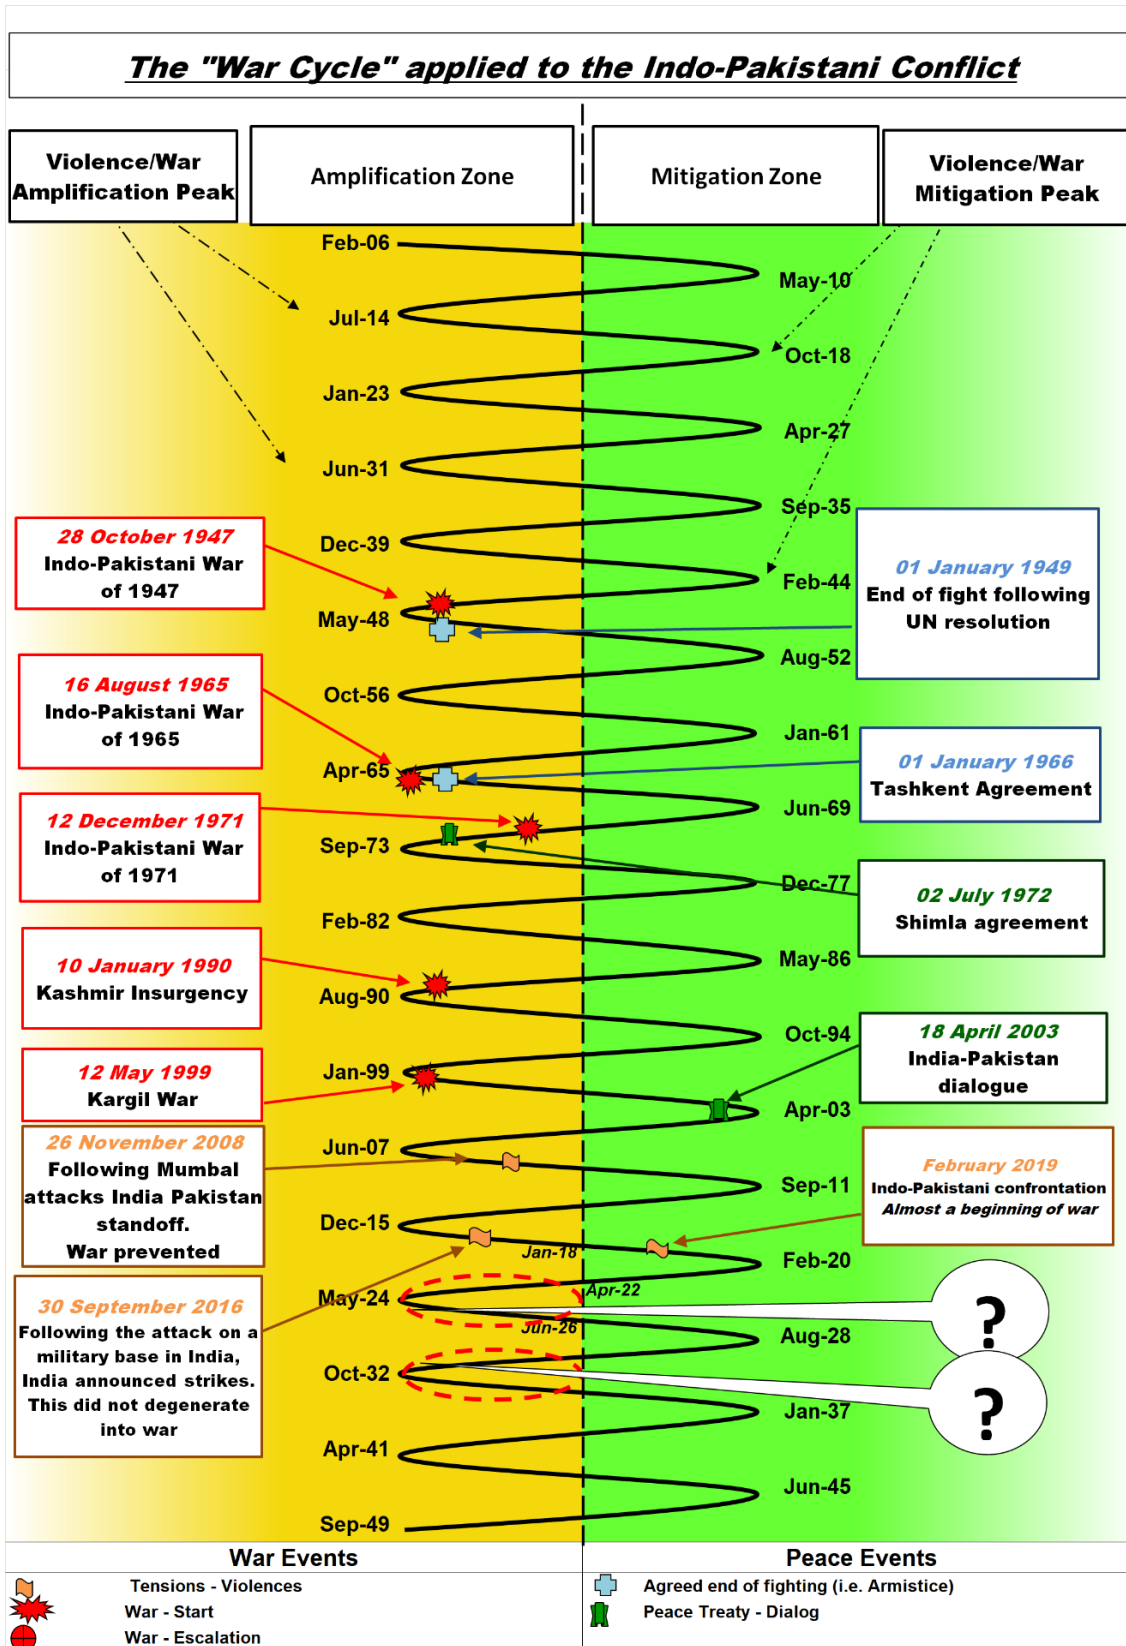 The "War Cycle" applied to the Indo-Pakistani Conflict
Violence/War
Amplification Peak
Amplification Zone
Mitigation Zone
Violence/War
Mitigation Peak
Feb-06
May-10
Jul-14
Oct-18
Jan-23
Apr-27
Jun-31
Sep-35
28 October 1947
Indo-Pakistani War
of 1947
Dec-39
Feb-44
01 January 1949
End of fight following
UN resolution
May-48
Aug-52
16 August 1965
Indo-Pakistani War
of 1965
Oct-56
Jan-61
Apr-65
01 January 1966
Tashkent Agreement
Jun-69
12 December 1971
Indo-Pakistani War
of 1971
Sep-73
Dec-77
02 July 1972
Shimla agreement
Feb-82
May-86
10 January 1990
Kashmir Insurgency
Aug-90
Oct-94
18 April 2003
India-Pakistan
dialogue
12 May 1999
Kargil War
Jan-99
Apr-03
26 November 2008
Following Mumbal
attacks India Pakistan
standoff.
War prevented
Jun-07
Sep-11
February 2019
Indo-Pakistani confrontation
Almost a beginning of war
Dec-15
Jan-18
Feb-20
30 September 2016
Following the attack on a
military base in India,
India announced strikes.
This did not degenerate
into war
May-24
Apr-22
Jun-26
?
Aug-28
Oct-32
?
Jan-37
Apr-41
Jun-45
Sep-49
War Events
Peace Events
Tensions - Violences
Agreed end of fighting (i.e. Armistice)
War - Start
Peace Treaty - Dialog
War - Escalation